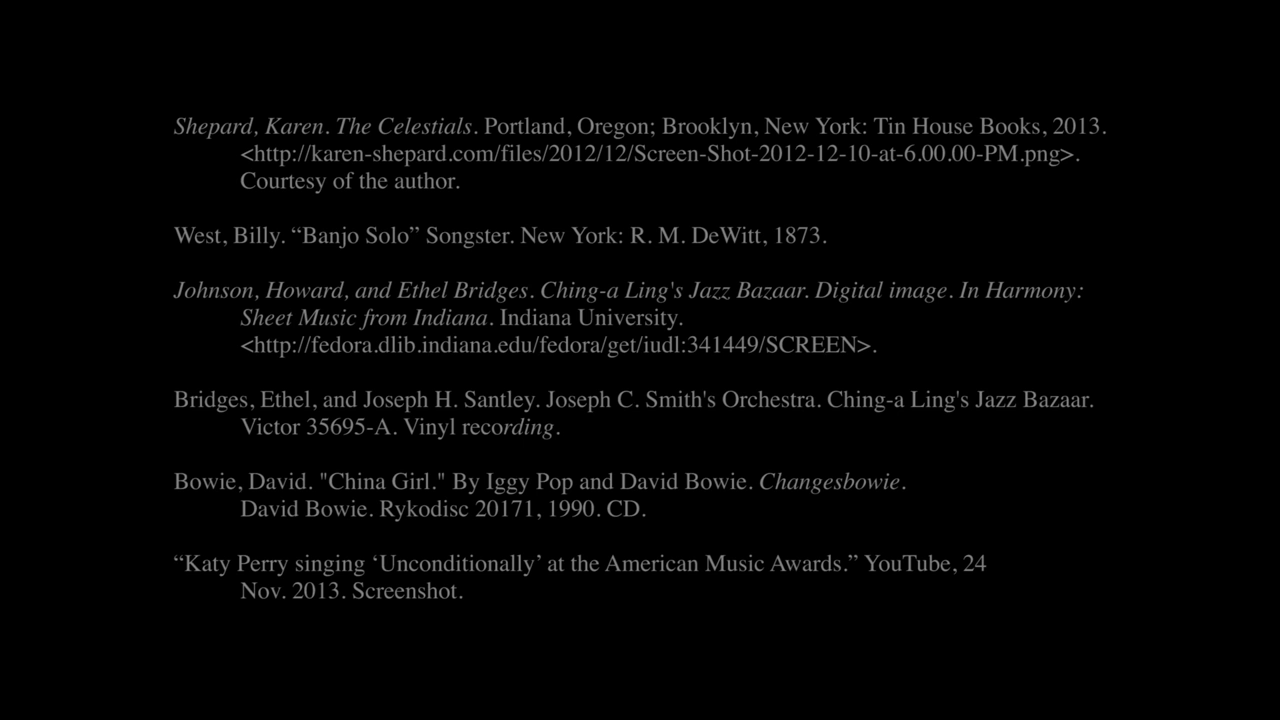 Shepard, Karen. The Celestials. Portland, Oregon; Brooklyn, New York: Tin House Books, 2013.
<http://karen-shepard.com/files/2012/12/Screen-Shot-2012-12-10-at-6.00.00-PM.png>.
Courtesy of the author.
West, Billy. “Banjo Solo” Songster. New York: R. M. DeWitt, 1873.
Johnson, Howard, and Ethel Bridges. Ching-a Ling's Jazz Bazaar. Digital image. In Harmony:
Sheet Music from Indiana. Indiana University.
<http://fedora.dlib.indiana.edu/fedora/get/iudl:341449/SCREEN>.
Bridges, Ethel, and Joseph H. Santley. Joseph C. Smith's Orchestra. Ching-a Ling's Jazz Bazaar.
Victor 35695-A. Vinyl recording.
Bowie, David. "China Girl." By Iggy Pop and David Bowie. Changesbowie.
David Bowie. Rykodisc 20171, 1990. CD.
“Katy Perry singing ‘Unconditionally’ at the American Music Awards.” YouTube, 24
Nov. 2013. Screenshot.